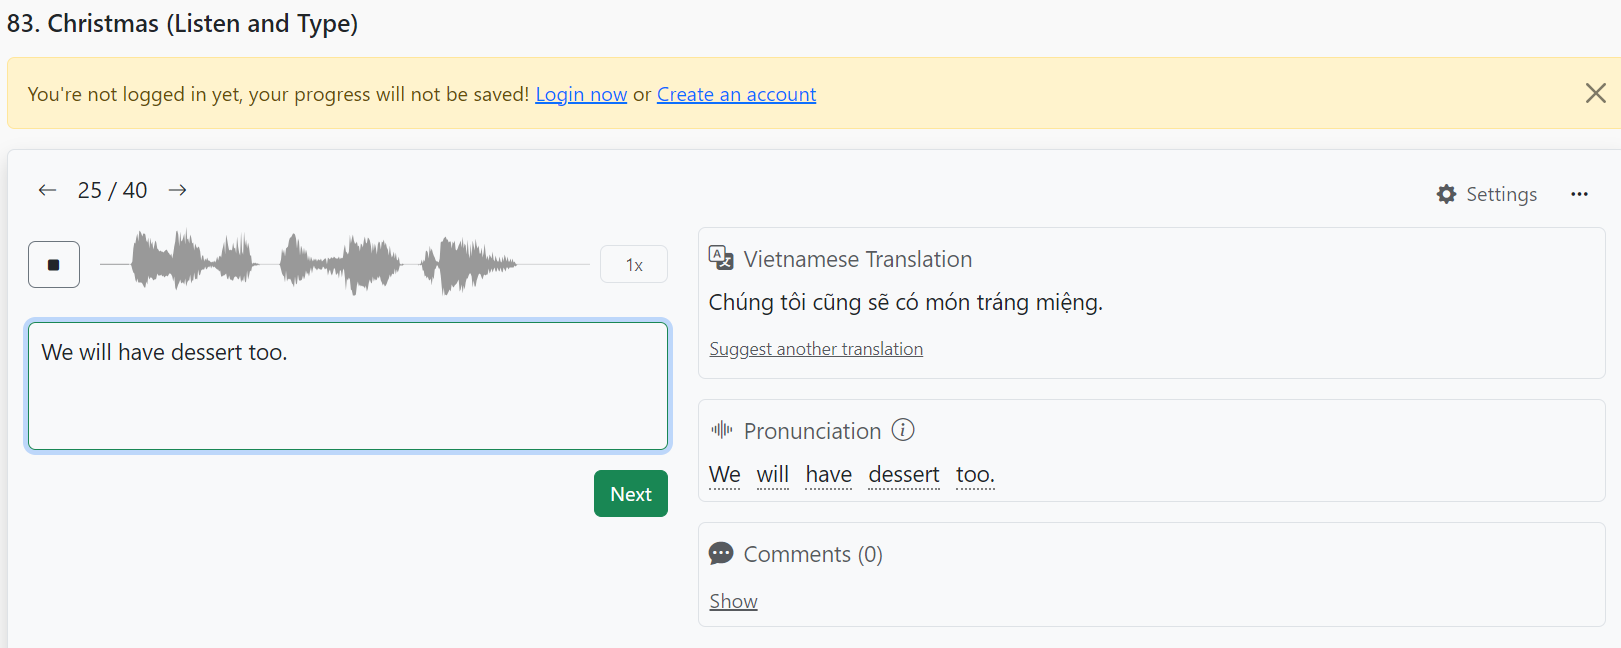 83. Christmas (Listen and Type)
You're not logged in yet, your progress will not be saved! Login now or Create an account
25 / 40
Settings
1x
We will have dessert too.
Next
Vietnamese Translation
Chúng tôi cũng sẽ có món tráng miệng.
Suggest another translation
Pronunciation
We will have dessert too.
Comments (0)
Show